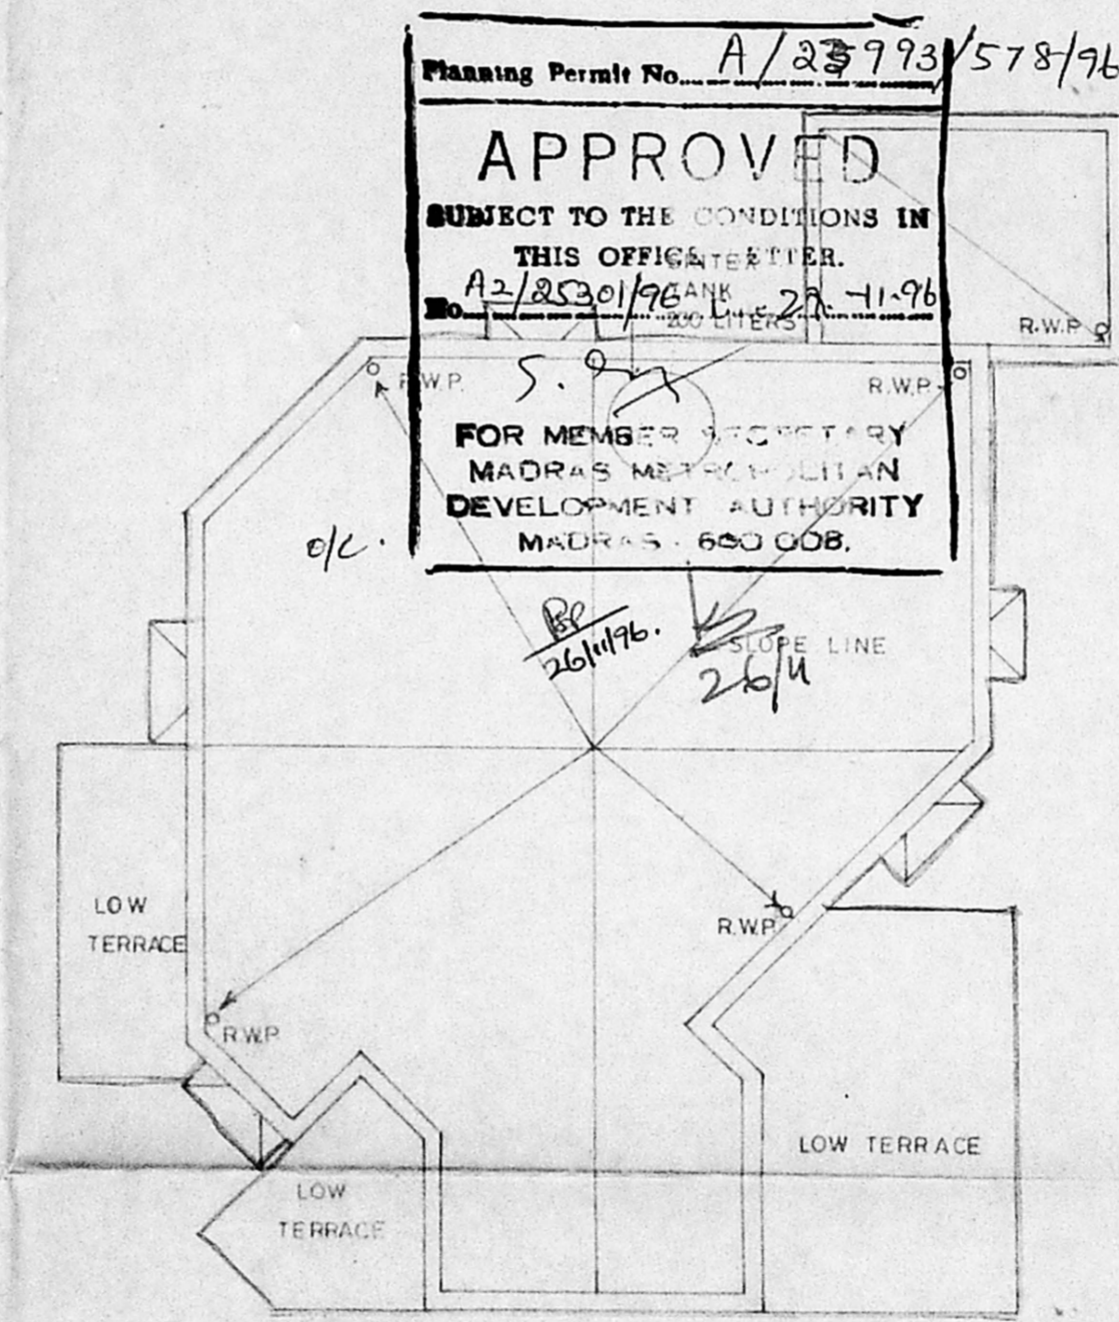 Planning Permit No. A/23993/578/96
APPROVED
SUBJECT TO THE CONDITIONS IN
THIS OFFICE LETTER.
No. A2/25301/96 27.-11-96
TANK
200 LITERS
R.W.P
R.W.P.
R.W.P.
FOR MEMBER SECRETARY
MADRAS METROPOLITAN
DEVELOPMENT AUTHORITY
MADRAS - 600 008.
o/c.
26/11/96.
SLOPE LINE
26/11
LOW
TERRACE
R.W.P.
R.W.P.
LOW TERRACE
LOW
TERRACE